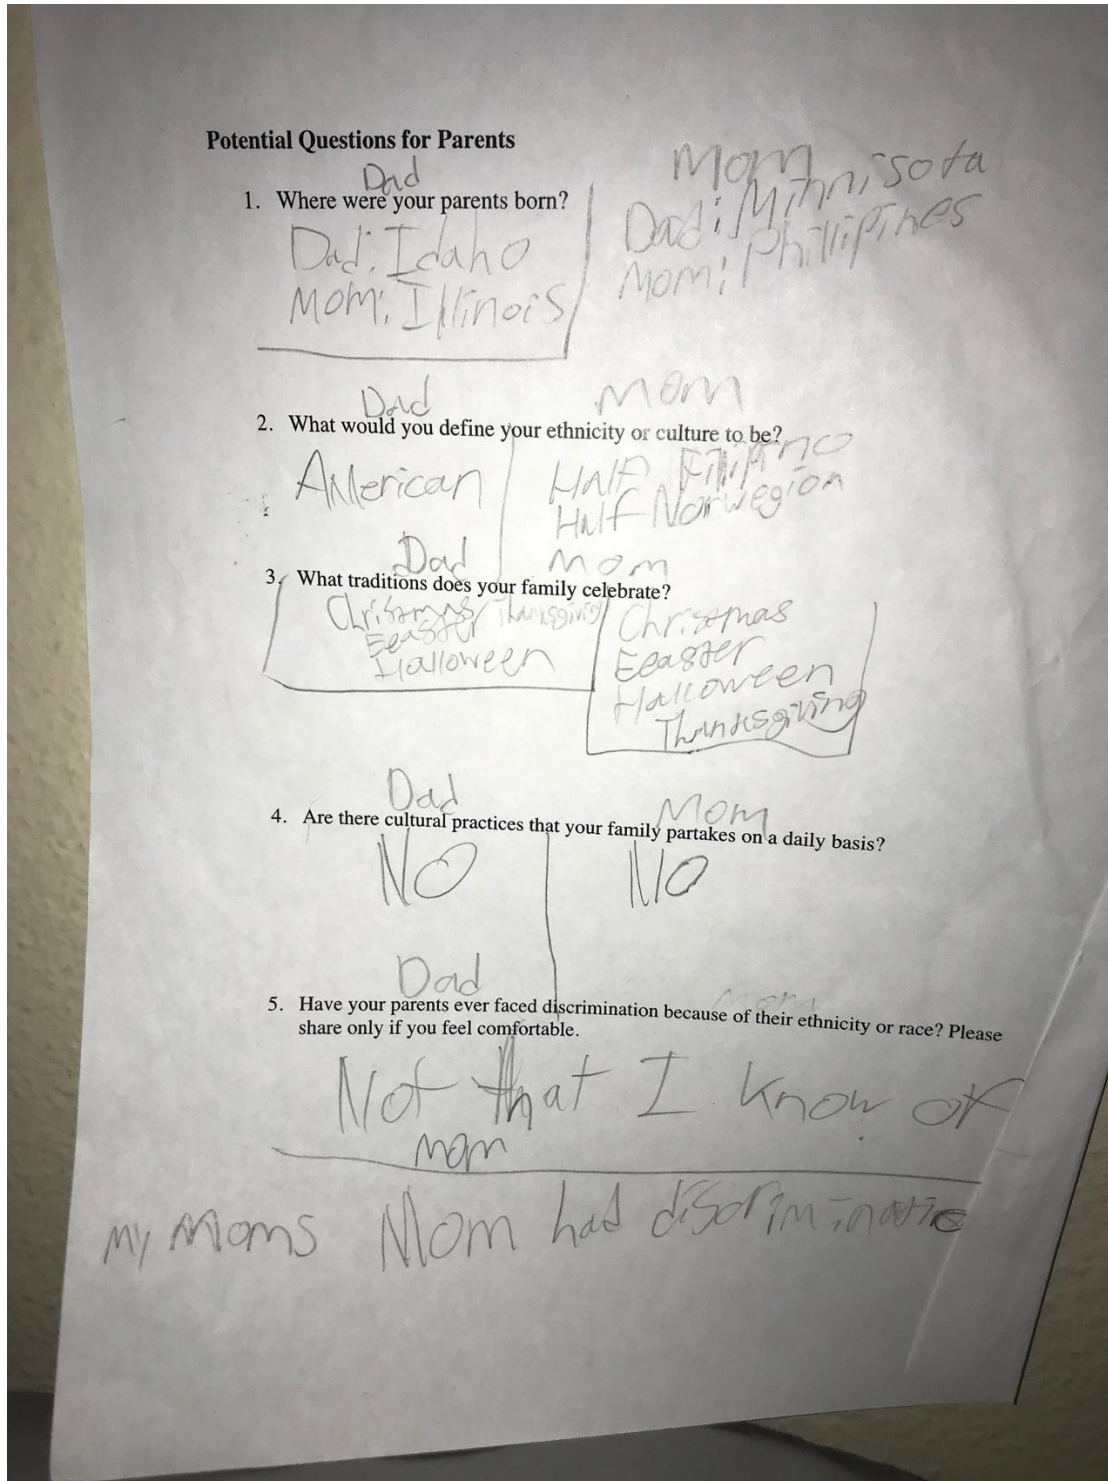 Potential Questions for Parents
Dad
Mom
1. Where were your parents born?
Dad: Idaho
Mom: Illinois
Dad: Minnisota
Mom: Phillipines
Dad
Mom
2. What would you define your ethnicity or culture to be?
American
Half Filipino
Half Norwegion
Dad
Mom
3. What traditions does your family celebrate?
Christmas/Thanksgiving
Eeaster
Halloween
Christmas
Eeaster
Halloween
Thanksgiving
Dad
Mom
4. Are there cultural practices that your family partakes on a daily basis?
No
No
Dad
mom
5. Have your parents ever faced discrimination because of their ethnicity or race? Please
share only if you feel comfortable.
Not that I know of
mom
My Moms Mom had